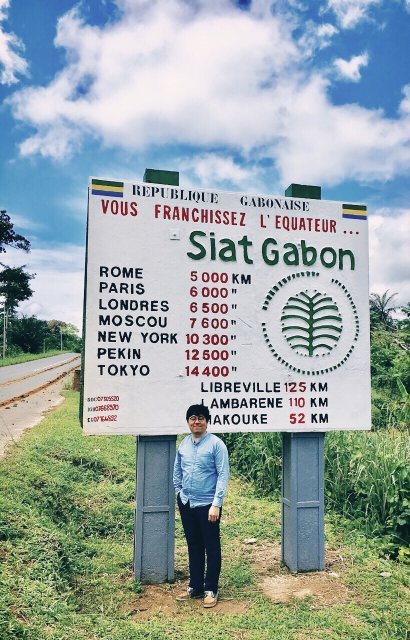 REPUBLIQUE GABONAISE
VOUS FRANCHISSEZ L'EQUATEUR...
Siat Gabon
ROME 5 000 KM
PARIS 6 000 "
LONDRES 6 500 "
MOSCOU 7 600 "
NEW YORK 10 300 "
PEKIN 12 500 "
TOKYO 14 400 "
LIBREVILLE 125 KM
LAMBARENE 110 KM
MAKOUKE 52 KM